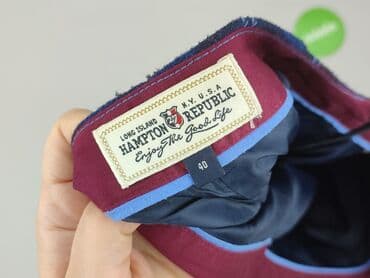 LONG ISLAND N.Y. U.S.A
HAMPTON REPUBLIC
Enjoy The Good Life
40